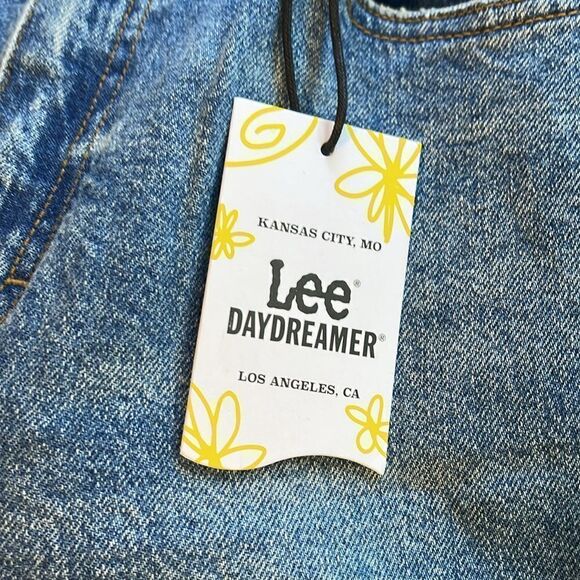 KANSAS CITY, MO
Lee®
DAYDREAMER®
LOS ANGELES, CA